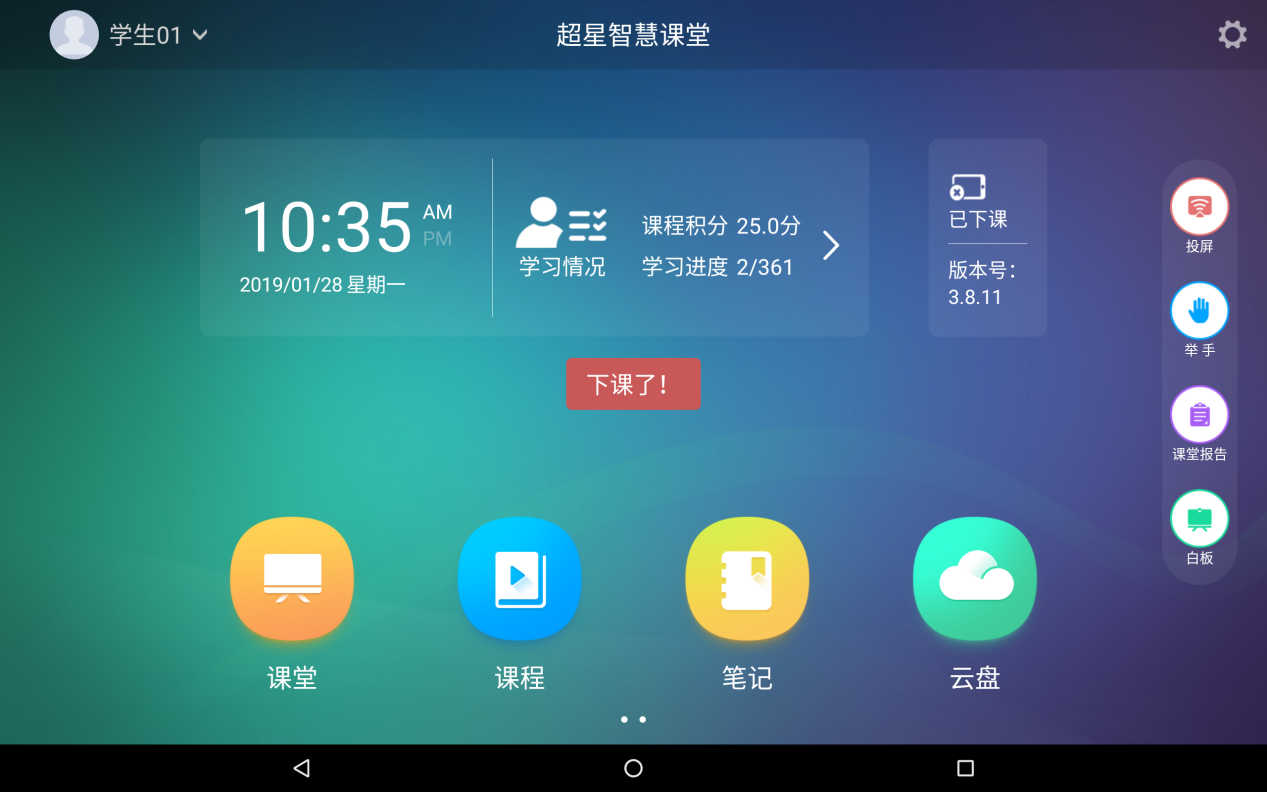 学生01
超星智慧课堂
10:35 AM
PM
2019/01/28 星期一
学习情况
课程积分 25.0分
学习进度 2/361
已下课
版本号：
3.8.11
投屏
举手
课堂报告
白板
下课了！
课堂
课程
笔记
云盘